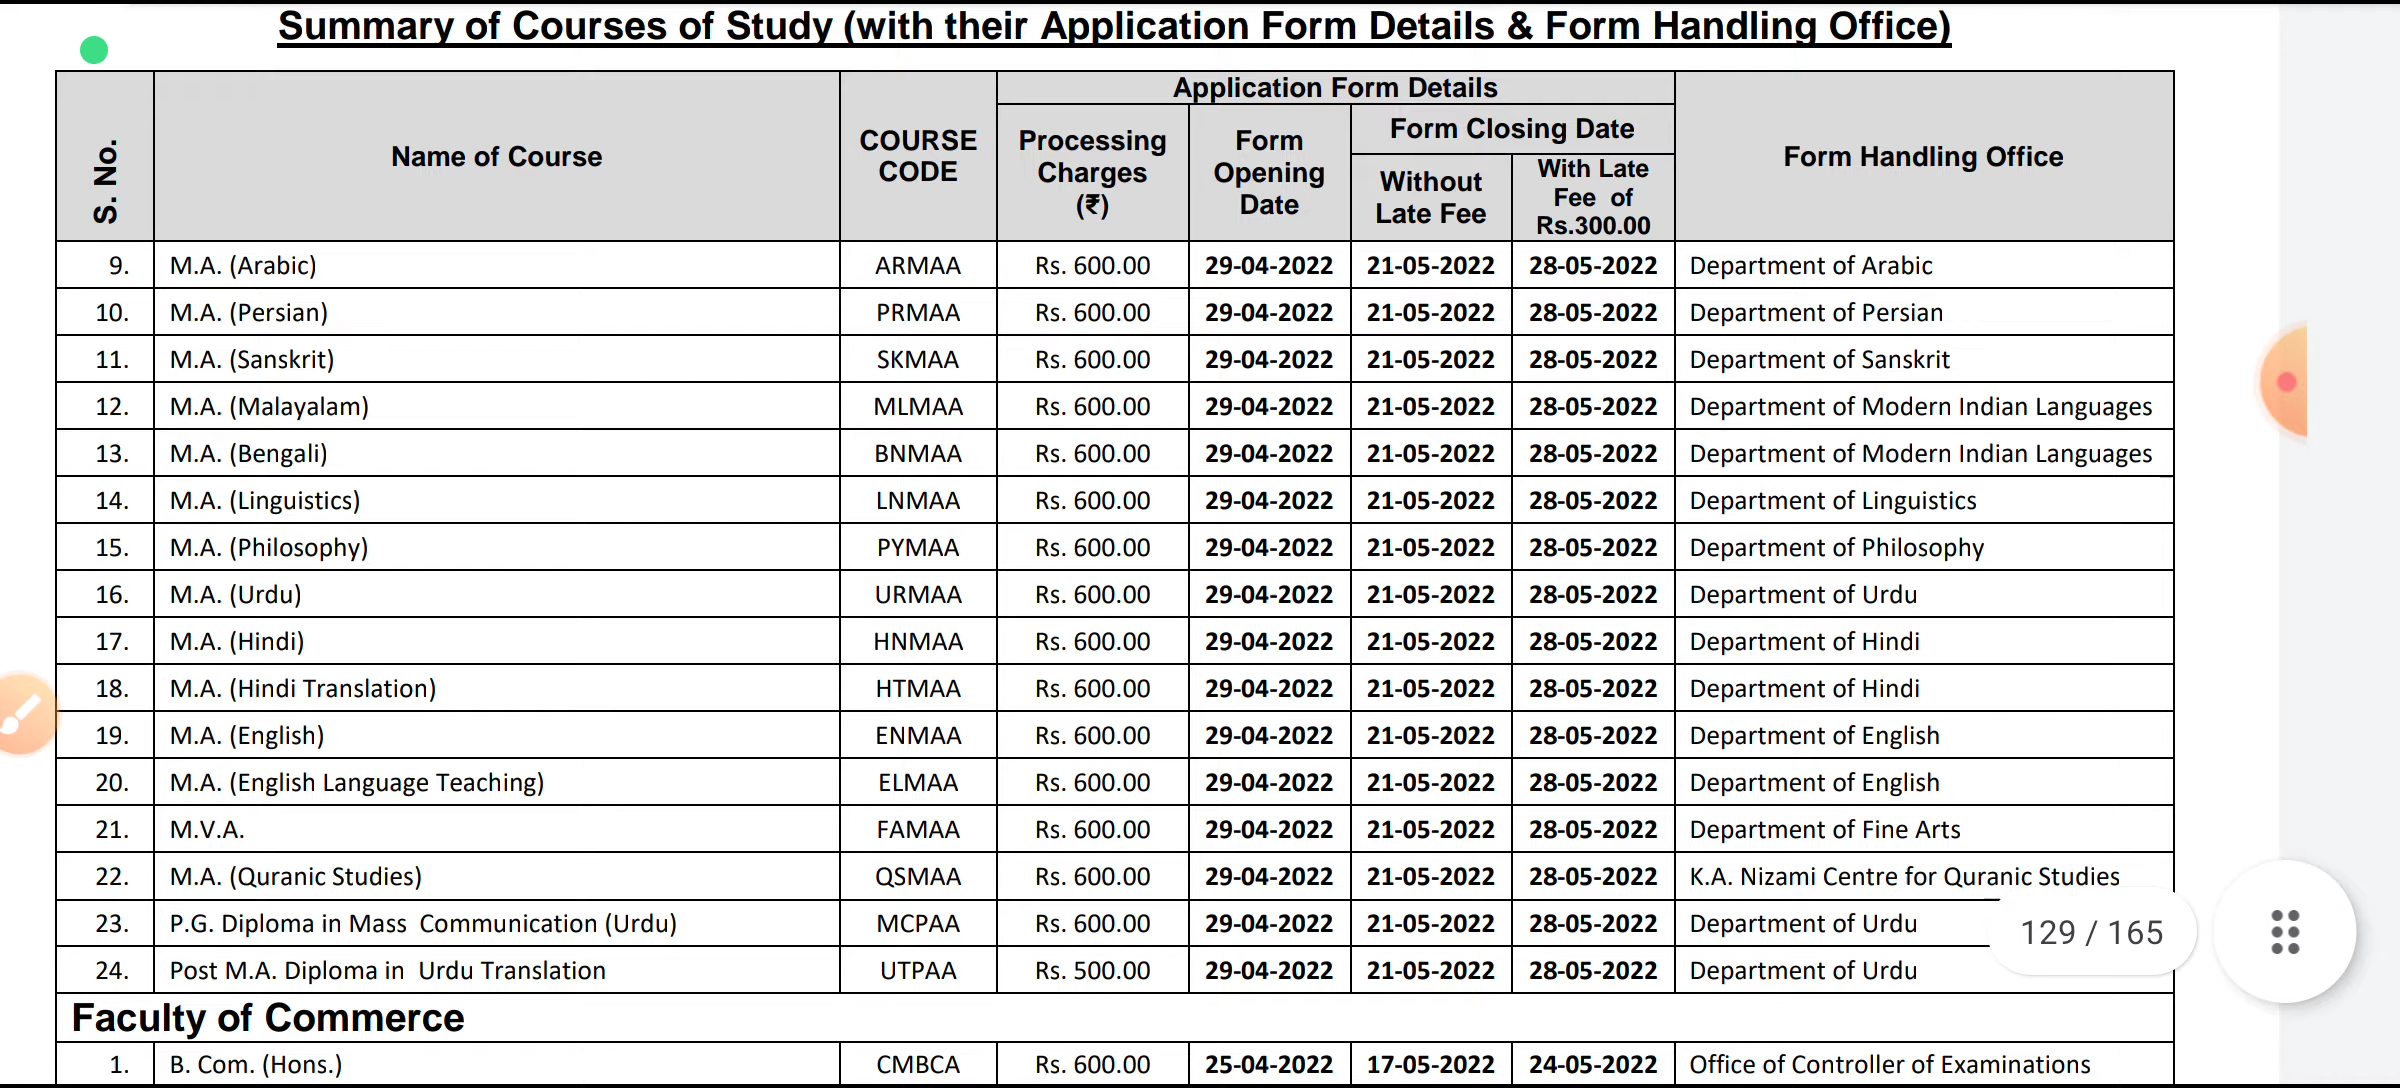 Summary of Courses of Study (with their Application Form Details & Form Handling Office)
S. No. Name of Course COURSE CODE Application Form Details Form Handling Office
Processing Charges (₹) Form Opening Date Form Closing Date
Without Late Fee With Late Fee of Rs.300.00
9. M.A. (Arabic) ARMAA Rs. 600.00 29-04-2022 21-05-2022 28-05-2022 Department of Arabic
10. M.A. (Persian) PRMAA Rs. 600.00 29-04-2022 21-05-2022 28-05-2022 Department of Persian
11. M.A. (Sanskrit) SKMAA Rs. 600.00 29-04-2022 21-05-2022 28-05-2022 Department of Sanskrit
12. M.A. (Malayalam) MLMAA Rs. 600.00 29-04-2022 21-05-2022 28-05-2022 Department of Modern Indian Languages
13. M.A. (Bengali) BNMAA Rs. 600.00 29-04-2022 21-05-2022 28-05-2022 Department of Modern Indian Languages
14. M.A. (Linguistics) LNMAA Rs. 600.00 29-04-2022 21-05-2022 28-05-2022 Department of Linguistics
15. M.A. (Philosophy) PYMAA Rs. 600.00 29-04-2022 21-05-2022 28-05-2022 Department of Philosophy
16. M.A. (Urdu) URMAA Rs. 600.00 29-04-2022 21-05-2022 28-05-2022 Department of Urdu
17. M.A. (Hindi) HNMAA Rs. 600.00 29-04-2022 21-05-2022 28-05-2022 Department of Hindi
18. M.A. (Hindi Translation) HTMAA Rs. 600.00 29-04-2022 21-05-2022 28-05-2022 Department of Hindi
19. M.A. (English) ENMAA Rs. 600.00 29-04-2022 21-05-2022 28-05-2022 Department of English
20. M.A. (English Language Teaching) ELMAA Rs. 600.00 29-04-2022 21-05-2022 28-05-2022 Department of English
21. M.V.A. FAMAA Rs. 600.00 29-04-2022 21-05-2022 28-05-2022 Department of Fine Arts
22. M.A. (Quranic Studies) QSMAA Rs. 600.00 29-04-2022 21-05-2022 28-05-2022 K.A. Nizami Centre for Quranic Studies
23. P.G. Diploma in Mass Communication (Urdu) MCPAA Rs. 600.00 29-04-2022 21-05-2022 28-05-2022 Department of Urdu
129 / 165
24. Post M.A. Diploma in Urdu Translation UTPAA Rs. 500.00 29-04-2022 21-05-2022 28-05-2022 Department of Urdu
Faculty of Commerce
1. B. Com. (Hons.) CMBCA Rs. 600.00 25-04-2022 17-05-2022 24-05-2022 Office of Controller of Examinations